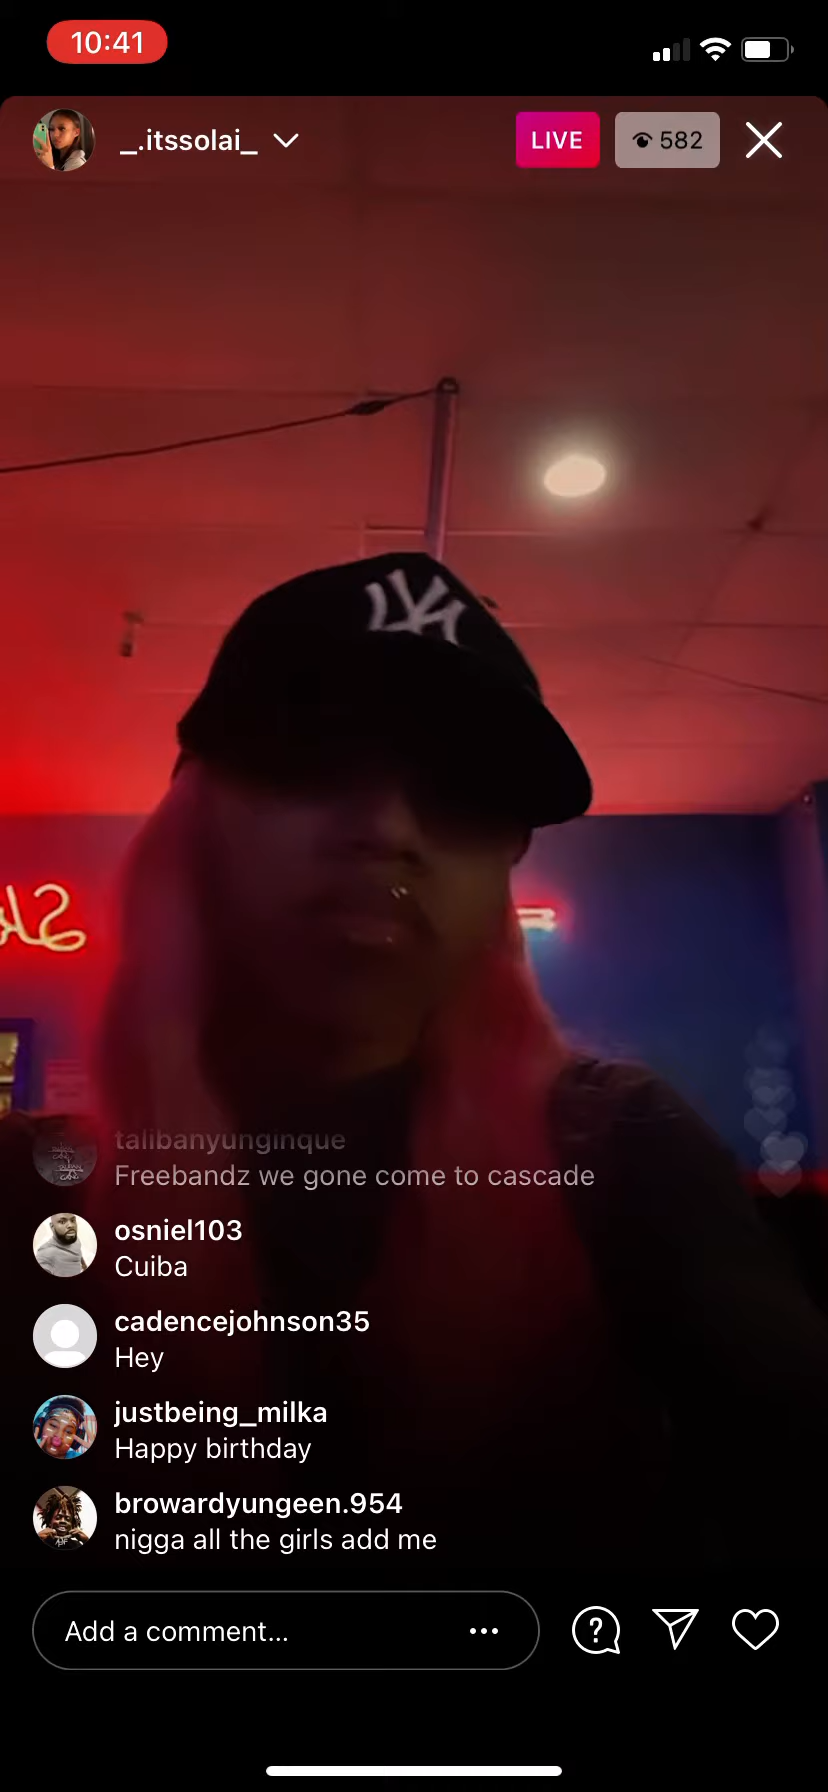 10:41
_.itssolai_
LIVE
582
NY
talibanyunginque
Freebandz we gone come to cascade
osniel103
Cuiba
cadencejohnson35
Hey
justbeing_milka
Happy birthday
browardyungeen.954
nigga all the girls add me
Add a comment...